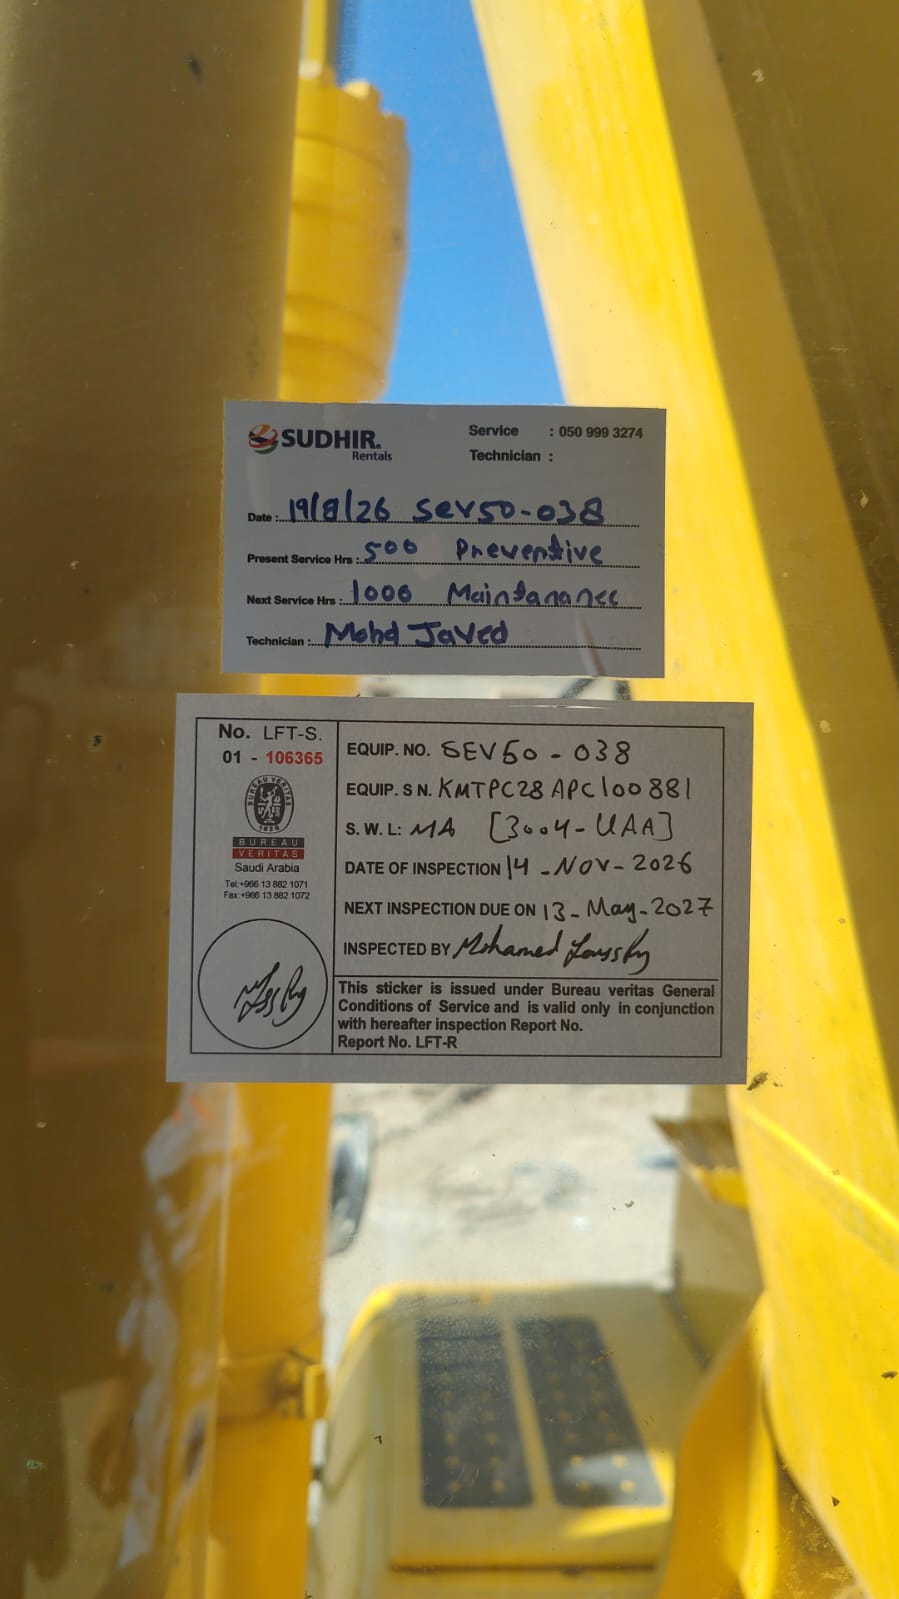 SUDHIR.
Rentals
Service : 050 999 3274
Technician :
Date : 19/8/26 SEV50-038
Present Service Hrs : 500 Preventive
Next Service Hrs : 1000 Maintanance
Technician : Mohd Javed
No. LFT-S.
01 - 106365
BUREAU VERITAS
1828
BUREAU
VERITAS
Saudi Arabia
Tel:+966 13 882 1071
Fax:+966 13 882 1072
EQUIP. NO. SEV50-038
EQUIP. S N. KMTPC28APC100881
S. W. L: NA [3004-UAA]
DATE OF INSPECTION 14-NOV-2026
NEXT INSPECTION DUE ON 13-May-2027
INSPECTED BY Mohamed
This sticker is issued under Bureau veritas General
Conditions of Service and is valid only in conjunction
with hereafter inspection Report No.
Report No. LFT-R